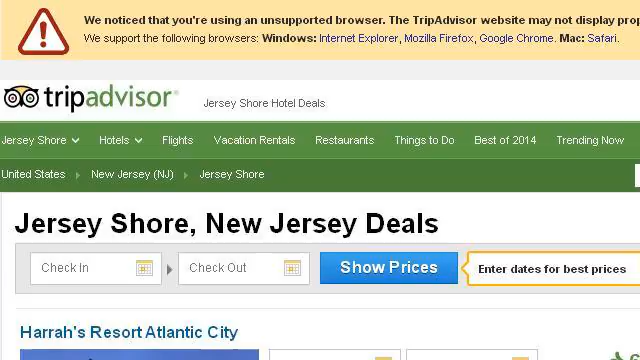 We noticed that you're using an unsupported browser. The TripAdvisor website may not display
We support the following browsers: Windows: Internet Explorer, Mozilla Firefox, Google Chrome. Mac: Safari.
tripadvisor® Jersey Shore Hotel Deals
Jersey Shore Hotels Flights Vacation Rentals Restaurants Things to Do Best of 2014 Trending Now
United States New Jersey (NJ) Jersey Shore
Jersey Shore, New Jersey Deals
Check In Check Out Show Prices Enter dates for best prices
Harrah's Resort Atlantic City